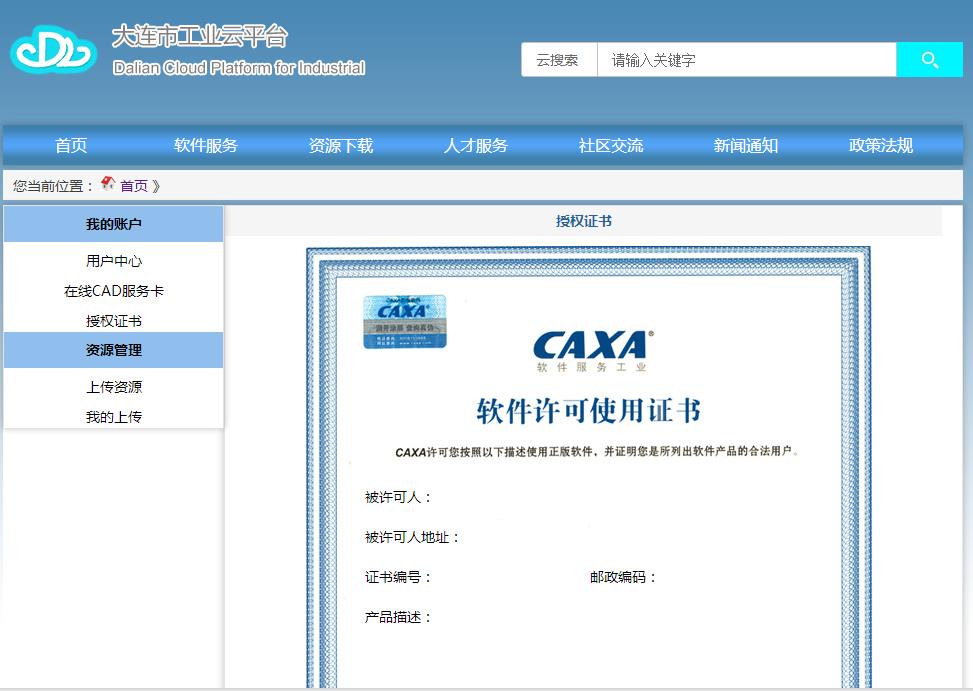 大连市工业云平台
Dalian Cloud Platform for Industrial
云搜索 请输入关键字
首页 软件服务 资源下载 人才服务 社区交流 新闻通知 政策法规
您当前位置： 首页 》
我的账户
用户中心
在线CAD服务卡
授权证书
资源管理
上传资源
我的上传
授权证书
CAXA
CAXA®
软件服务工业
软件许可使用证书
CAXA许可您按照以下描述使用正版软件，并证明您是所列出软件产品的合法用户。
被许可人：
被许可人地址：
证书编号： 邮政编码：
产品描述：